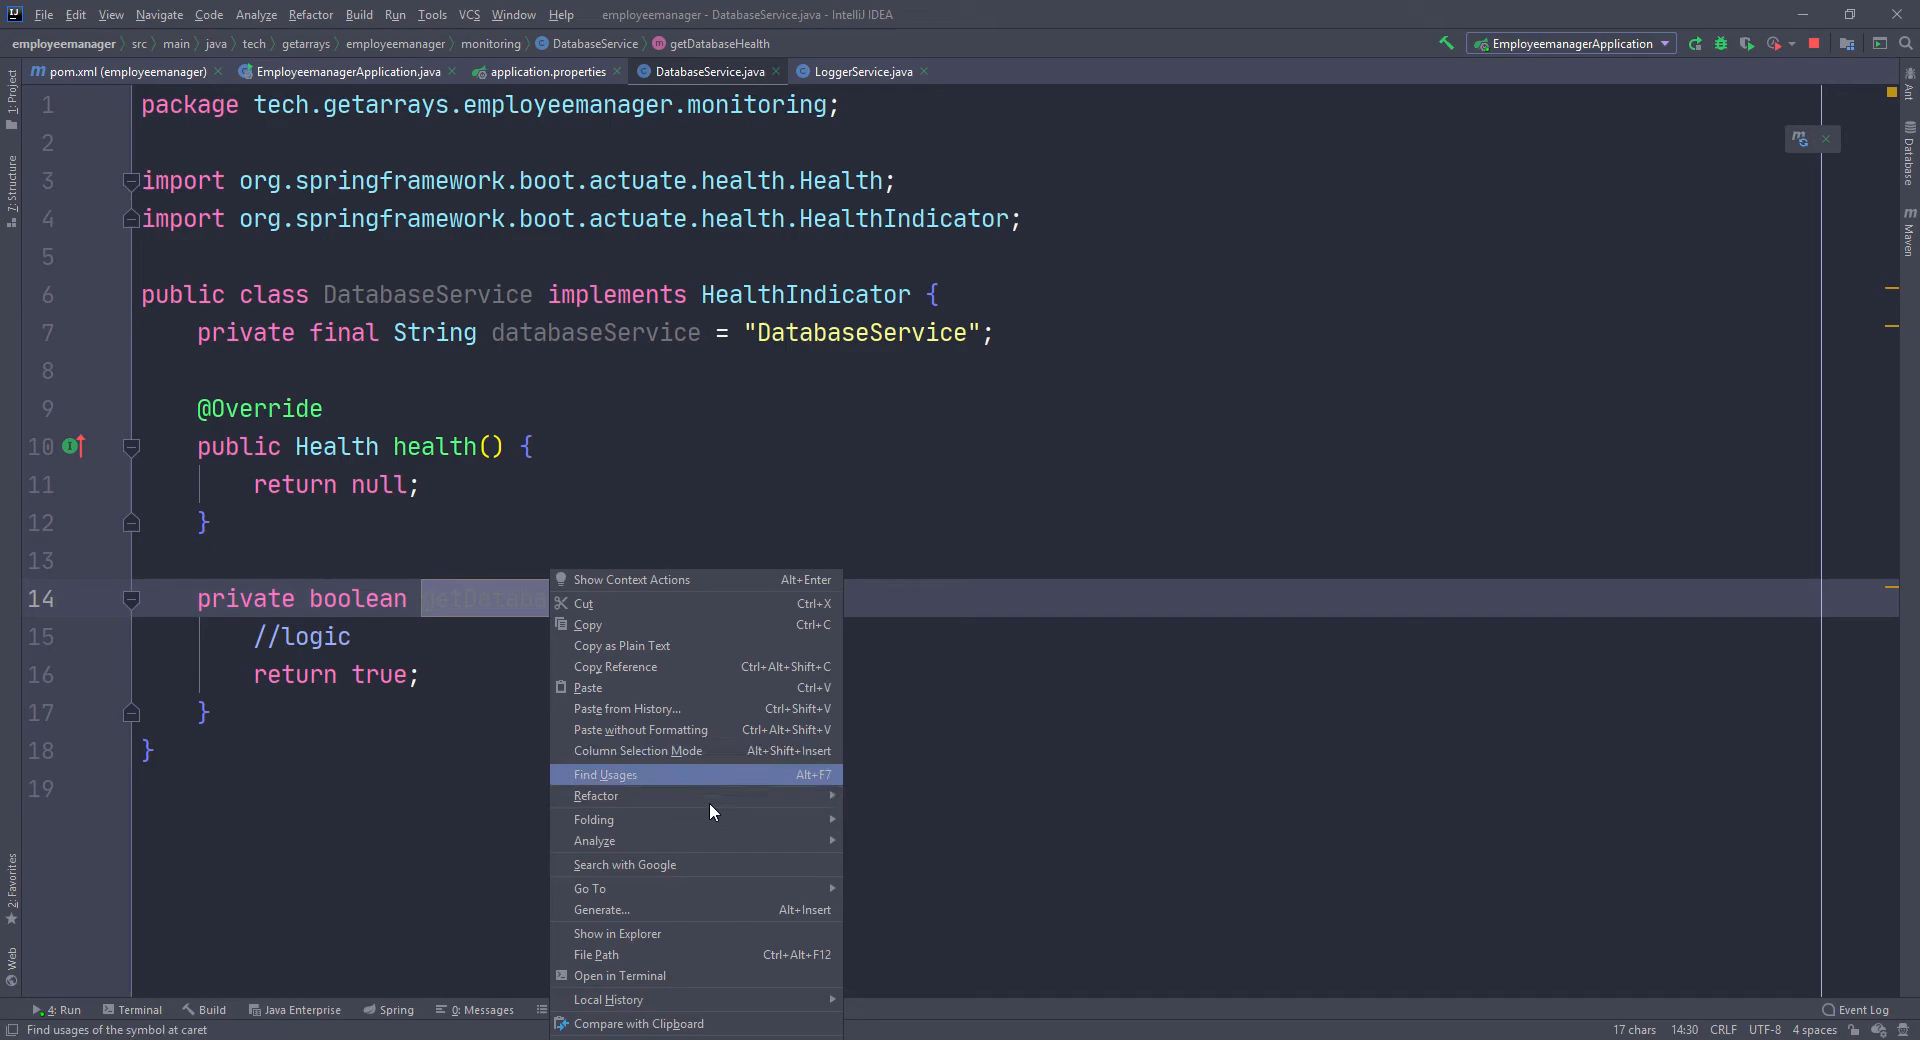 File Edit View Navigate Code Analyze Refactor Build Run Tools VCS Window Help employeemanager - DatabaseService.java - IntelliJ IDEA
employeemanager src main java tech getarrays employeemanager monitoring DatabaseService getDatabaseHealth EmployeemanagerApplication
pom.xml (employeemanager) EmployeemanagerApplication.java application.properties DatabaseService.java LoggerService.java
1: Project
7: Structure
2: Favorites
Web
1 package tech.getarrays.employeemanager.monitoring;
2
3 import org.springframework.boot.actuate.health.Health;
4 import org.springframework.boot.actuate.health.HealthIndicator;
5
6 public class DatabaseService implements HealthIndicator {
7 private final String databaseService = "DatabaseService";
8
9 @Override
10 public Health health() {
11 return null;
12 }
13
14 private boolean getDataba
15 //logic
16 return true;
17 }
18 }
19
Show Context Actions Alt+Enter
Cut Ctrl+X
Copy Ctrl+C
Copy as Plain Text
Copy Reference Ctrl+Alt+Shift+C
Paste Ctrl+V
Paste from History... Ctrl+Shift+V
Paste without Formatting Ctrl+Alt+Shift+V
Column Selection Mode Alt+Shift+Insert
Find Usages Alt+F7
Refactor
Folding
Analyze
Search with Google
Go To
Generate... Alt+Insert
Show in Explorer
File Path Ctrl+Alt+F12
Open in Terminal
Local History
Compare with Clipboard
Ant
Database
Maven
4: Run Terminal Build Java Enterprise Spring 0: Messages Event Log
Find usages of the symbol at caret 17 chars 14:30 CRLF UTF-8 4 spaces